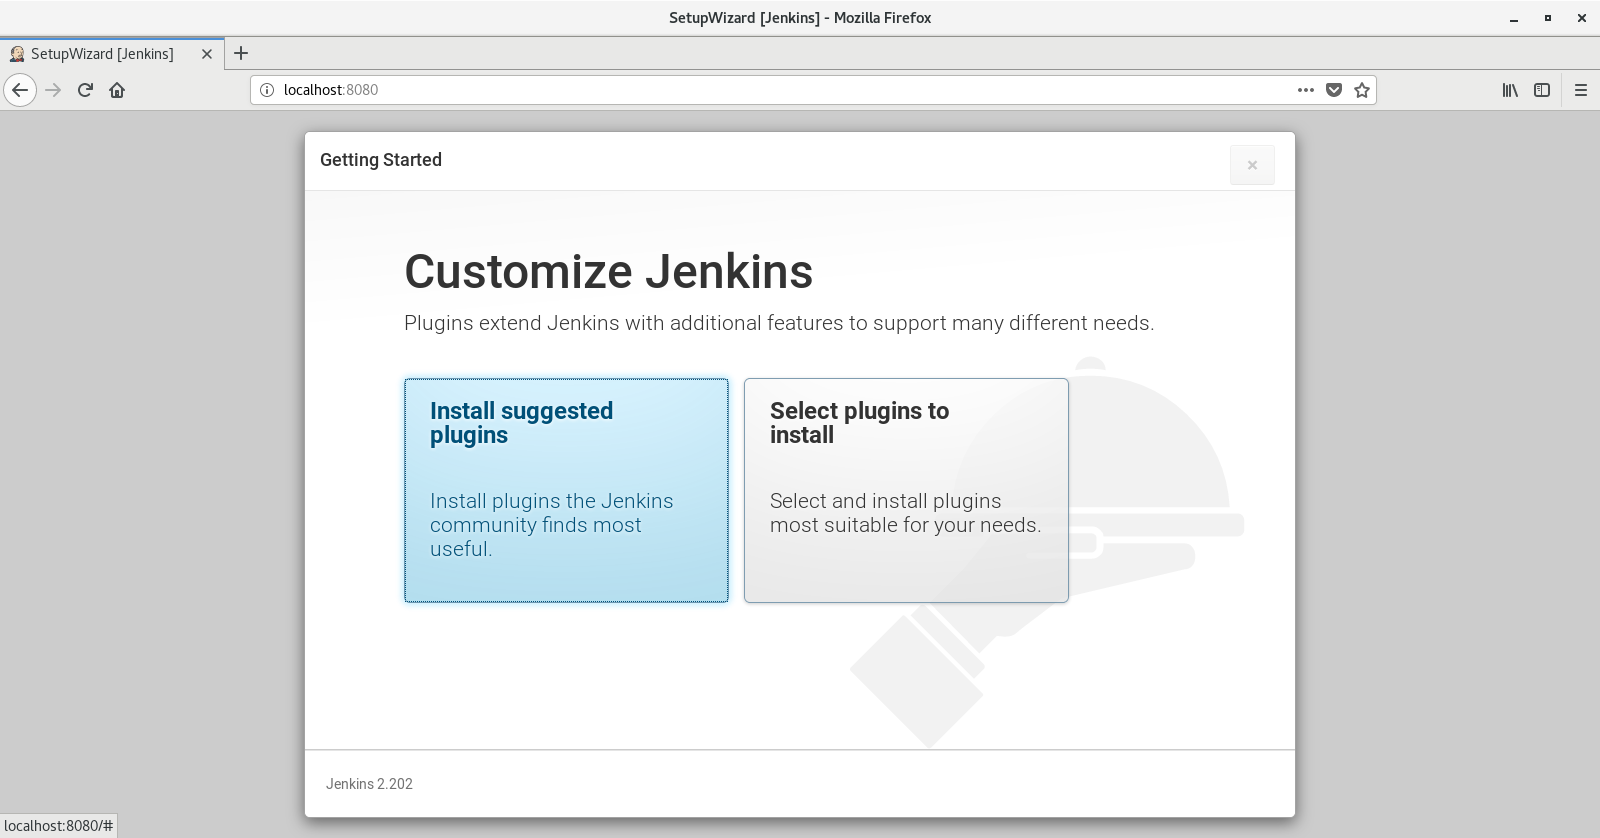 SetupWizard [Jenkins] - Mozilla Firefox
SetupWizard [Jenkins]
localhost:8080
Getting Started
Customize Jenkins
Plugins extend Jenkins with additional features to support many different needs.
Install suggested
plugins
Install plugins the Jenkins
community finds most
useful.
Select plugins to
install
Select and install plugins
most suitable for your needs.
Jenkins 2.202
localhost:8080/#